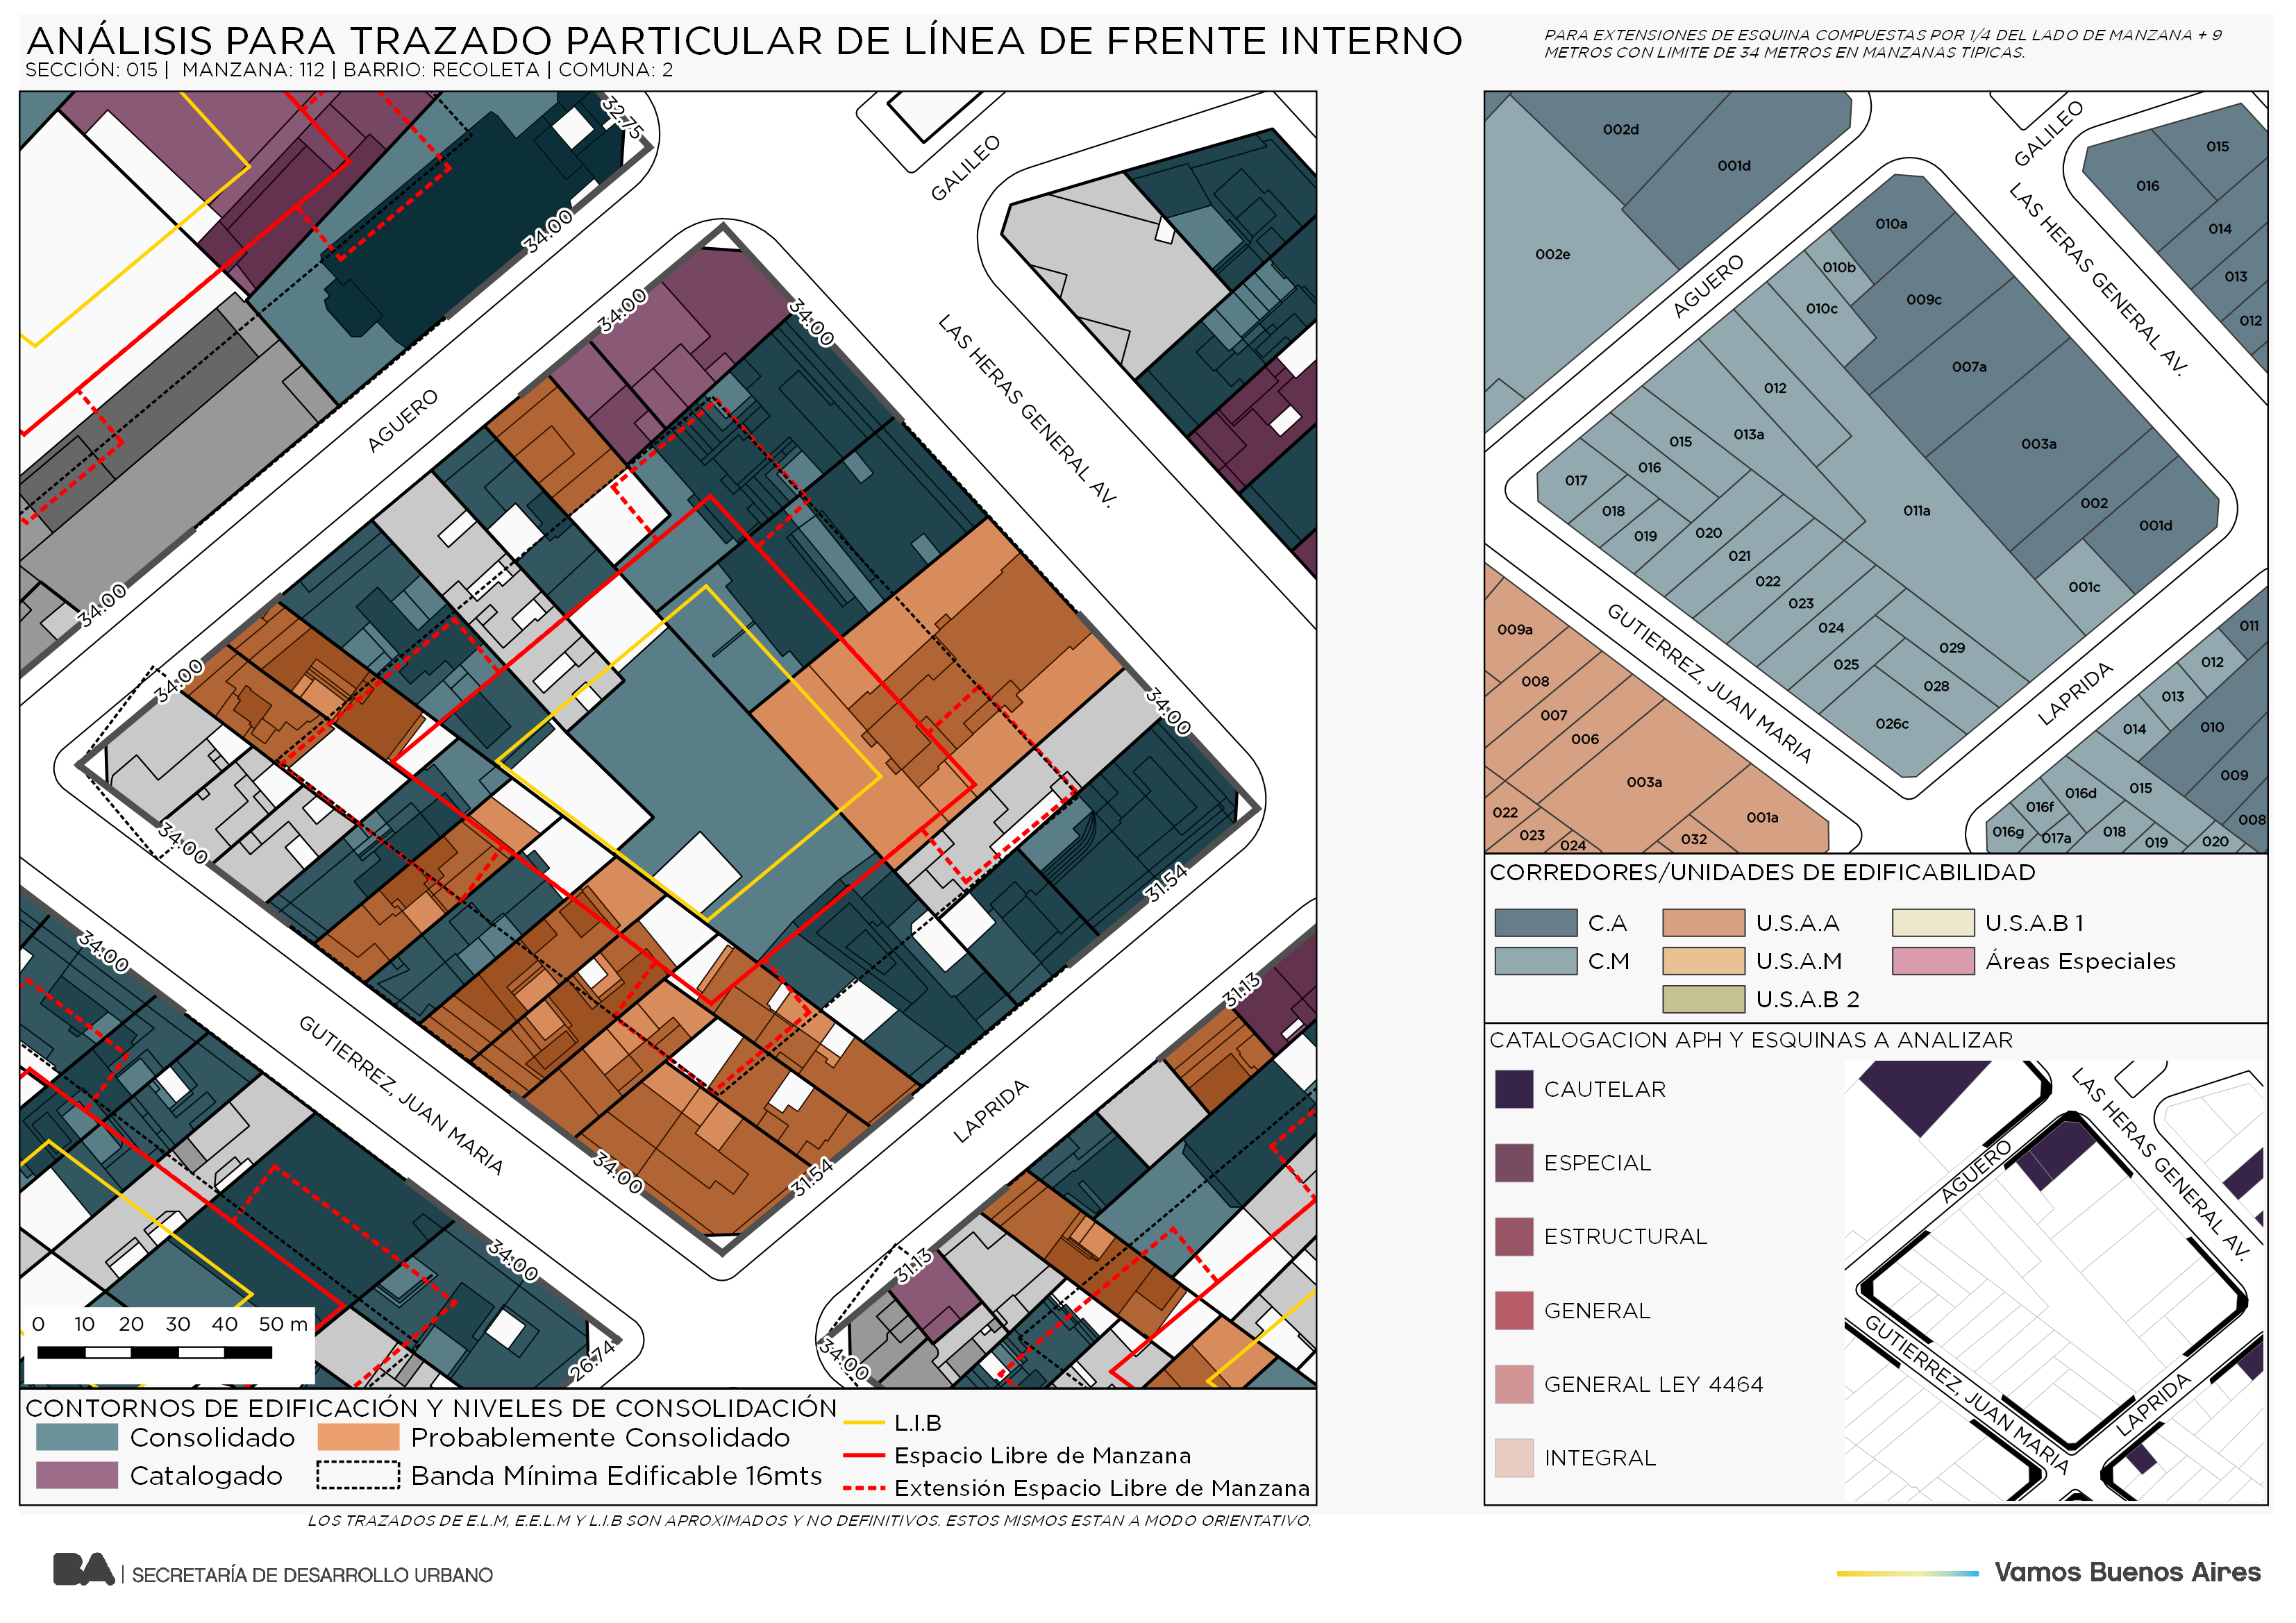 ANÁLISIS PARA TRAZADO PARTICULAR DE LÍNEA DE FRENTE INTERNO
SECCIÓN: 015 | MANZANA: 112 | BARRIO: RECOLETA | COMUNA: 2
PARA EXTENSIONES DE ESQUINA COMPUESTAS POR 1/4 DEL LADO DE MANZANA + 9
METROS CON LIMITE DE 34 METROS EN MANZANAS TIPICAS.
32.75
34.00
GALILEO
34.00
34.00
AGUERO
LAS HERAS GENERAL AV.
34.00
34.00
34.00
34.00
34.00
31.54
GUTIERREZ, JUAN MARIA
LAPRIDA
31.13
34.00
31.54
34.00
31.13
26.74
34.00
0 10 20 30 40 50 m
CONTORNOS DE EDIFICACIÓN Y NIVELES DE CONSOLIDACIÓN
Consolidado
Probablemente Consolidado
Catalogado
Banda Mínima Edificable 16mts
L.I.B
Espacio Libre de Manzana
Extensión Espacio Libre de Manzana
LOS TRAZADOS DE E.L.M, E.E.L.M Y L.I.B SON APROXIMADOS Y NO DEFINITIVOS. ESTOS MISMOS ESTAN A MODO ORIENTATIVO.
002d
001d
002e
GALILEO
015
016
014
013
012
LAS HERAS GENERAL AV.
AGUERO
010a
010b
010c
009c
007a
012
013a
003a
015
016
017
018
019
020
021
022
023
024
025
011a
002
001d
001c
029
028
026c
GUTIERREZ, JUAN MARIA
LAPRIDA
009a
008
007
006
003a
001a
022
023
024
032
011
012
013
014
010
009
008
015
016d
016f
016g
017a
018
019
020
CORREDORES/UNIDADES DE EDIFICABILIDAD
C.A
U.S.A.A
U.S.A.B 1
C.M
U.S.A.M
Áreas Especiales
U.S.A.B 2
CATALOGACION APH Y ESQUINAS A ANALIZAR
CAUTELAR
ESPECIAL
ESTRUCTURAL
GENERAL
GENERAL LEY 4464
INTEGRAL
AGUERO
LAS HERAS GENERAL AV.
GUTIERREZ, JUAN MARIA
LAPRIDA
BA | SECRETARÍA DE DESARROLLO URBANO
Vamos Buenos Aires